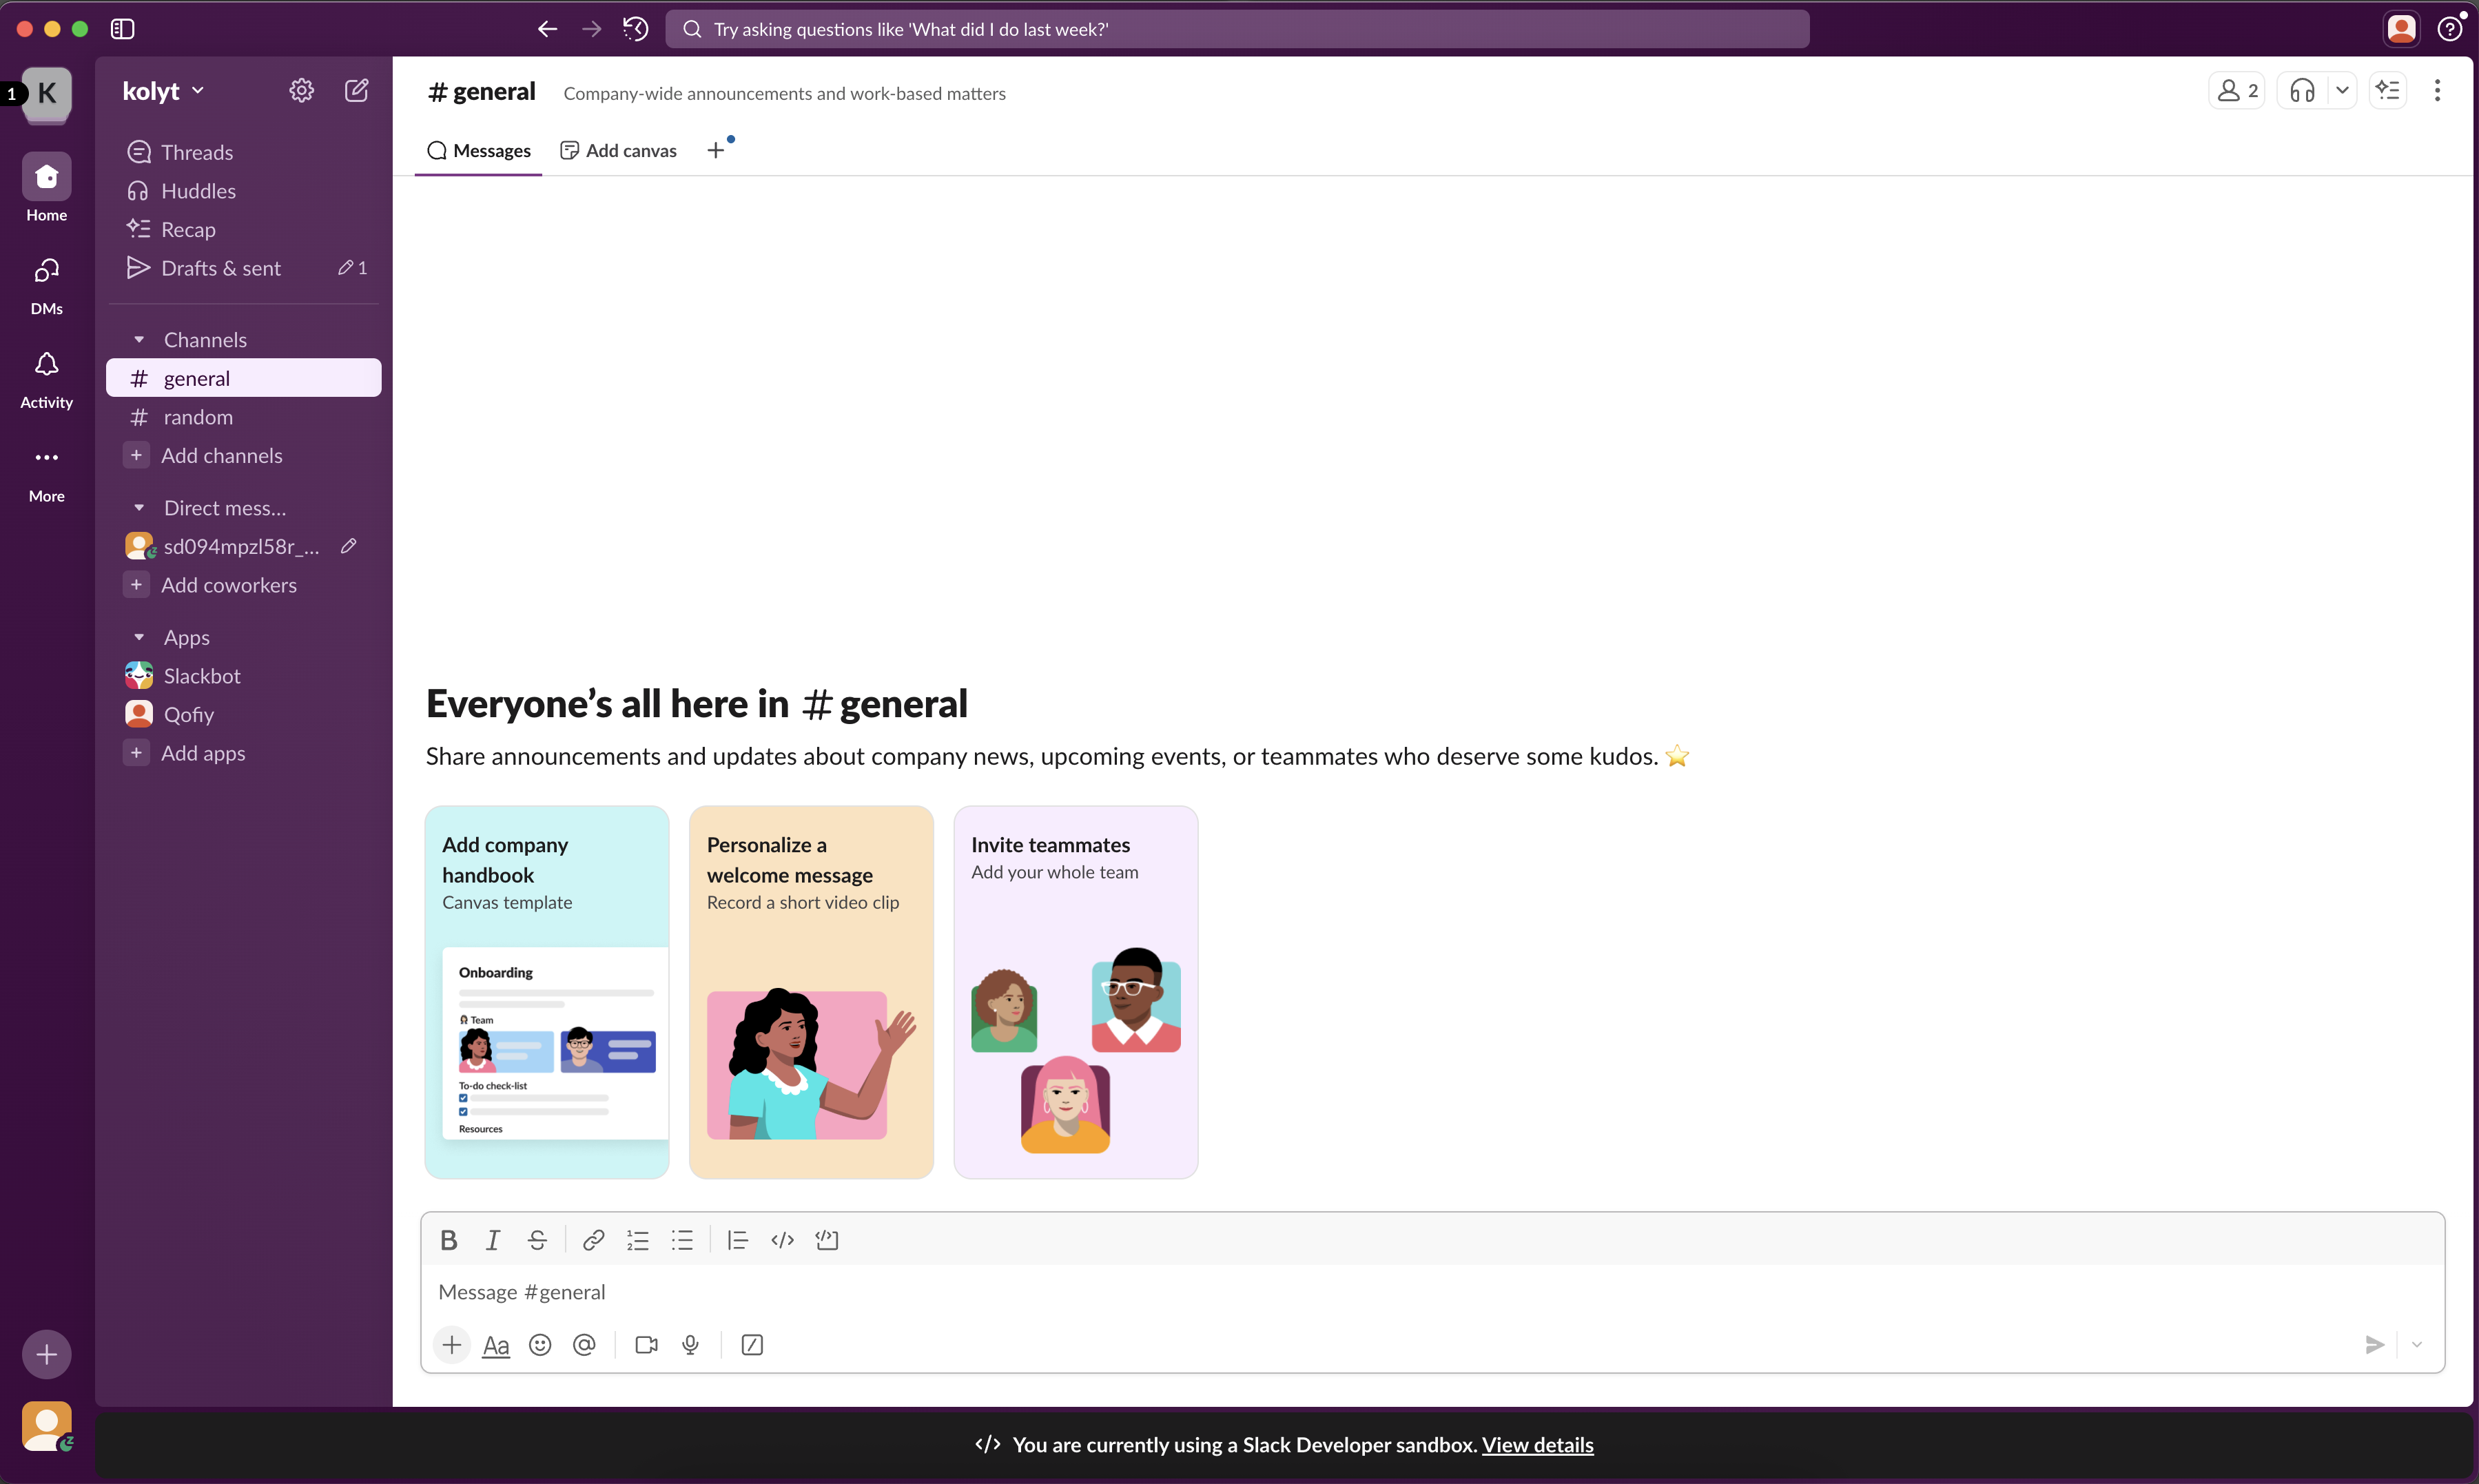 Try asking questions like 'What did I do last week?'
1
K
Home
DMs
Activity
More
kolyt
Threads
Huddles
Recap
Drafts & sent
1
Channels
# general
# random
+ Add channels
Direct mess...
sd094mpzl58r_...
+ Add coworkers
Apps
Slackbot
Qofiy
+ Add apps
# general
Company-wide announcements and work-based matters
2
Messages
Add canvas
Everyone’s all here in # general
Share announcements and updates about company news, upcoming events, or teammates who deserve some kudos. ⭐
Add company
handbook
Canvas template
Onboarding
Team
To-do check-list
Resources
Personalize a
welcome message
Record a short video clip
Invite teammates
Add your whole team
B I S
Message #general
Aa
You are currently using a Slack Developer sandbox. View details